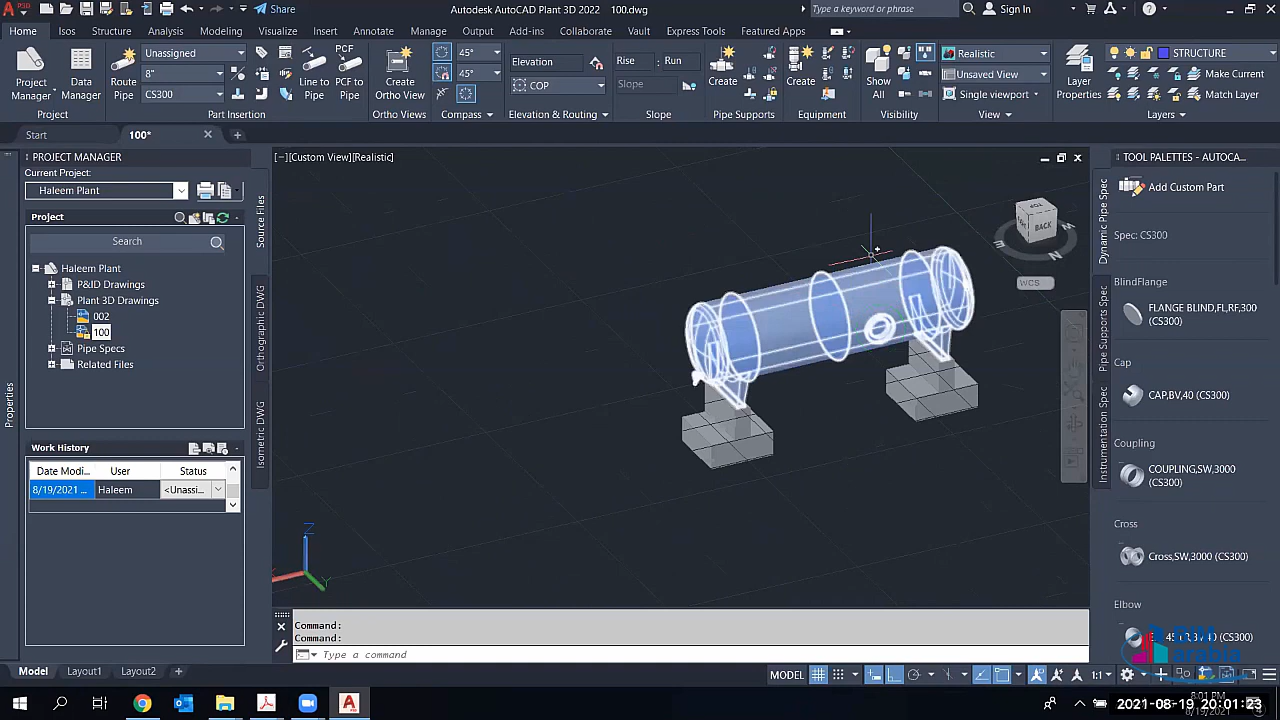 Share
Autodesk AutoCAD Plant 3D 2022 100.dwg
Type a keyword or phrase
Sign In
Home Isos Structure Analysis Modeling Visualize Insert Annotate Manage View Output Add-ins Collaborate Vault Express Tools Featured Apps
Project Manager
Data Manager
Project
Route Pipe
Unassigned
8"
CS300
Line to Pipe
PCF to Pipe
Part Insertion
Create Ortho View
Ortho Views
45°
45°
Compass
Elevation
COP
Elevation & Routing
Rise
Run
Slope
Slope
Create
Pipe Supports
Create
Equipment
Show All
Realistic
Unsaved View
Single viewport
View
Layer Properties
STRUCTURE
Make Current
Match Layer
Layers
Start
100*
PROJECT MANAGER
Current Project:
Haleem Plant
Project
Search
Haleem Plant
P&ID Drawings
Plant 3D Drawings
002
100
Pipe Specs
Related Files
Source Files
Orthographic DWG
Isometric DWG
Properties
Work History
Date Modi... User Status
8/19/2021 ... Haleem <Unassi...
[−][Custom View][Realistic]
BACK
WCS
N
Z
Y
Command:
Command:
Type a command
TOOL PALETTES - AUTOCA...
Add Custom Part
Spec: CS300
BlindFlange
FLANGE BLIND,FL,RF,300 (CS300)
Cap
CAP,BV,40 (CS300)
Coupling
COUPLING,SW,3000 (CS300)
Cross
Cross,SW,3000 (CS300)
Elbow
(CS300)
Dynamic Pipe Spec
Pipe Supports Spec
Instrumentation Spec
BIM arabia
Model Layout1 Layout2
MODEL
1:1
2021-08-19 20:01:23